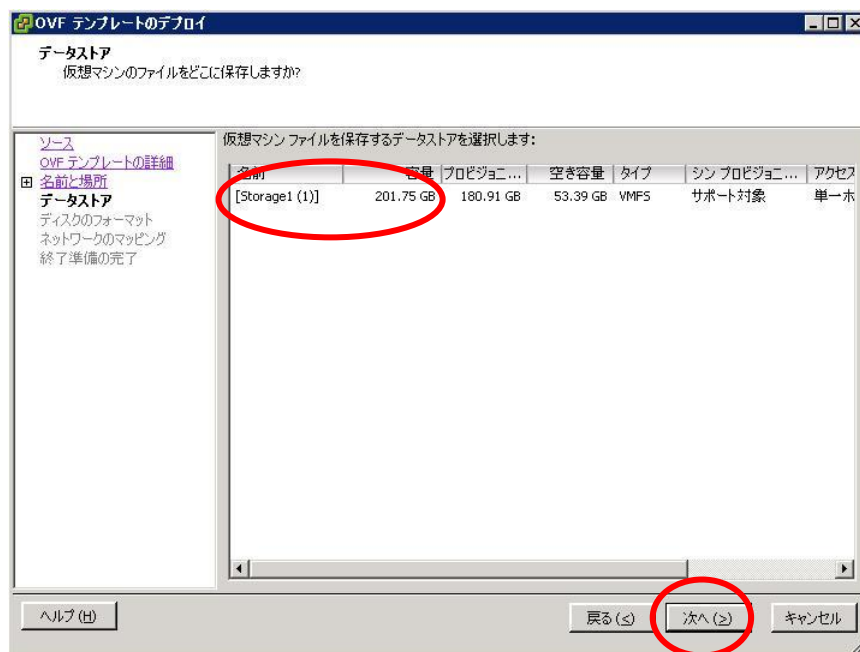 OVF テンプレートのデプロイ
データストア
仮想マシンのファイルをどこに保存しますか?
ソース
OVF テンプレートの詳細
名前と場所
データストア
ディスクのフォーマット
ネットワークのマッピング
終了準備の完了
仮想マシン ファイルを保存するデータストアを選択します:
名前 容量 プロビジョニ... 空き容量 タイプ シン プロビジョニ... アクセス
[Storage1 (1)] 201.75 GB 180.91 GB 53.39 GB VMFS サポート対象 単一ホ
ヘルプ(H) 戻る(<) 次へ(>) キャンセル